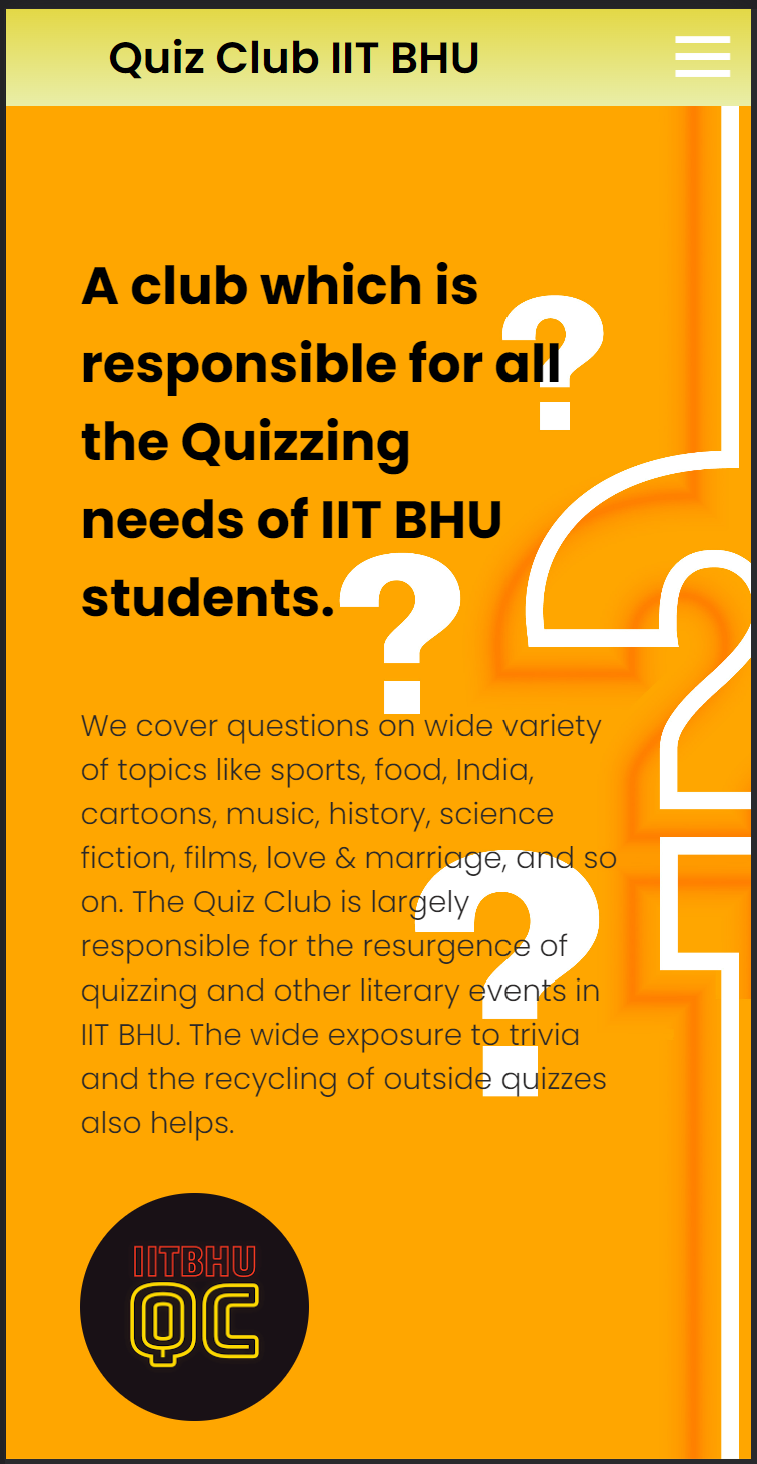 Quiz Club IIT BHU
A club which is
responsible for all
the Quizzing
needs of IIT BHU
students.
?
?
We cover questions on wide variety
of topics like sports, food, India,
cartoons, music, history, science
fiction, films, love & marriage, and so
on. The Quiz Club is largely
responsible for the resurgence of
quizzing and other literary events in
IIT BHU. The wide exposure to trivia
and the recycling of outside quizzes
also helps.
?
IITBHU
QC